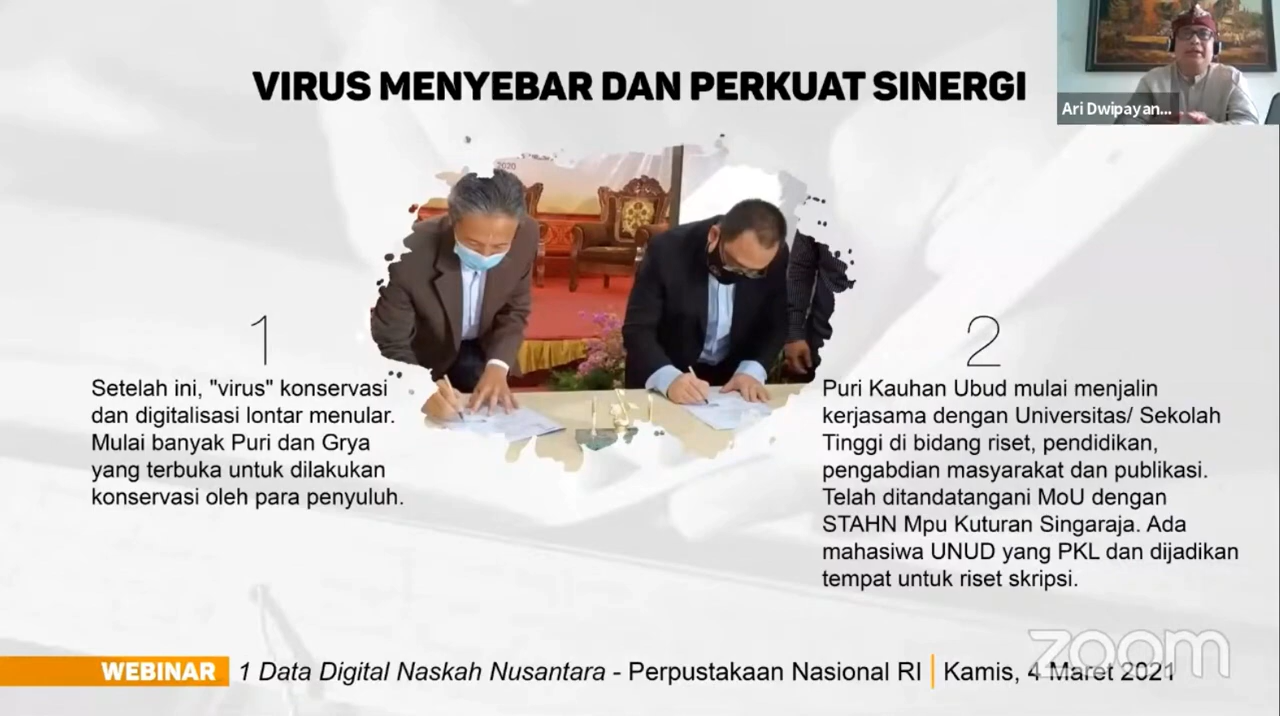 VIRUS MENYEBAR DAN PERKUAT SINERGI
Ari Dwipayan...
2020
1
Setelah ini, "virus" konservasi
dan digitalisasi lontar menular.
Mulai banyak Puri dan Grya
yang terbuka untuk dilakukan
konservasi oleh para penyuluh.
2
Puri Kauhan Ubud mulai menjalin
kerjasama dengan Universitas/ Sekolah
Tinggi di bidang riset, pendidikan,
pengabdian masyarakat dan publikasi.
Telah ditandatangani MoU dengan
STAHN Mpu Kuturan Singaraja. Ada
mahasiwa UNUD yang PKL dan dijadikan
tempat untuk riset skripsi.
zoom
WEBINAR 1 Data Digital Naskah Nusantara - Perpustakaan Nasional RI Kamis, 4 Maret 2021